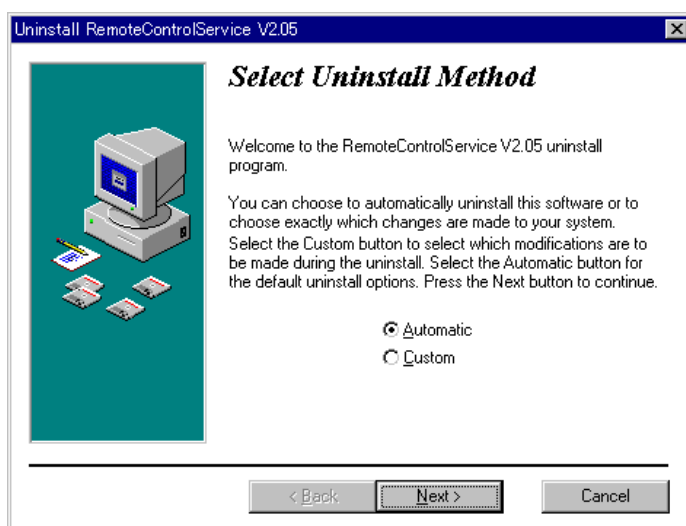 Uninstall RemoteControlService V2.05
Select Uninstall Method
Welcome to the RemoteControlService V2.05 uninstall
program.
You can choose to automatically uninstall this software or to
choose exactly which changes are made to your system.
Select the Custom button to select which modifications are to
be made during the uninstall. Select the Automatic button for
the default uninstall options. Press the Next button to continue.
Automatic
Custom
< Back
Next >
Cancel